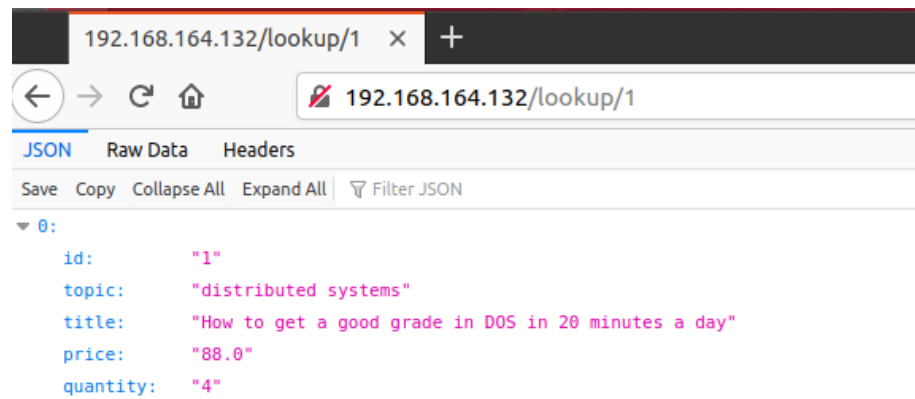 192.168.164.132/lookup/1
192.168.164.132/lookup/1
JSON Raw Data Headers
Save Copy Collapse All Expand All Filter JSON
0:
id: "1"
topic: "distributed systems"
title: "How to get a good grade in DOS in 20 minutes a day"
price: "88.0"
quantity: "4"